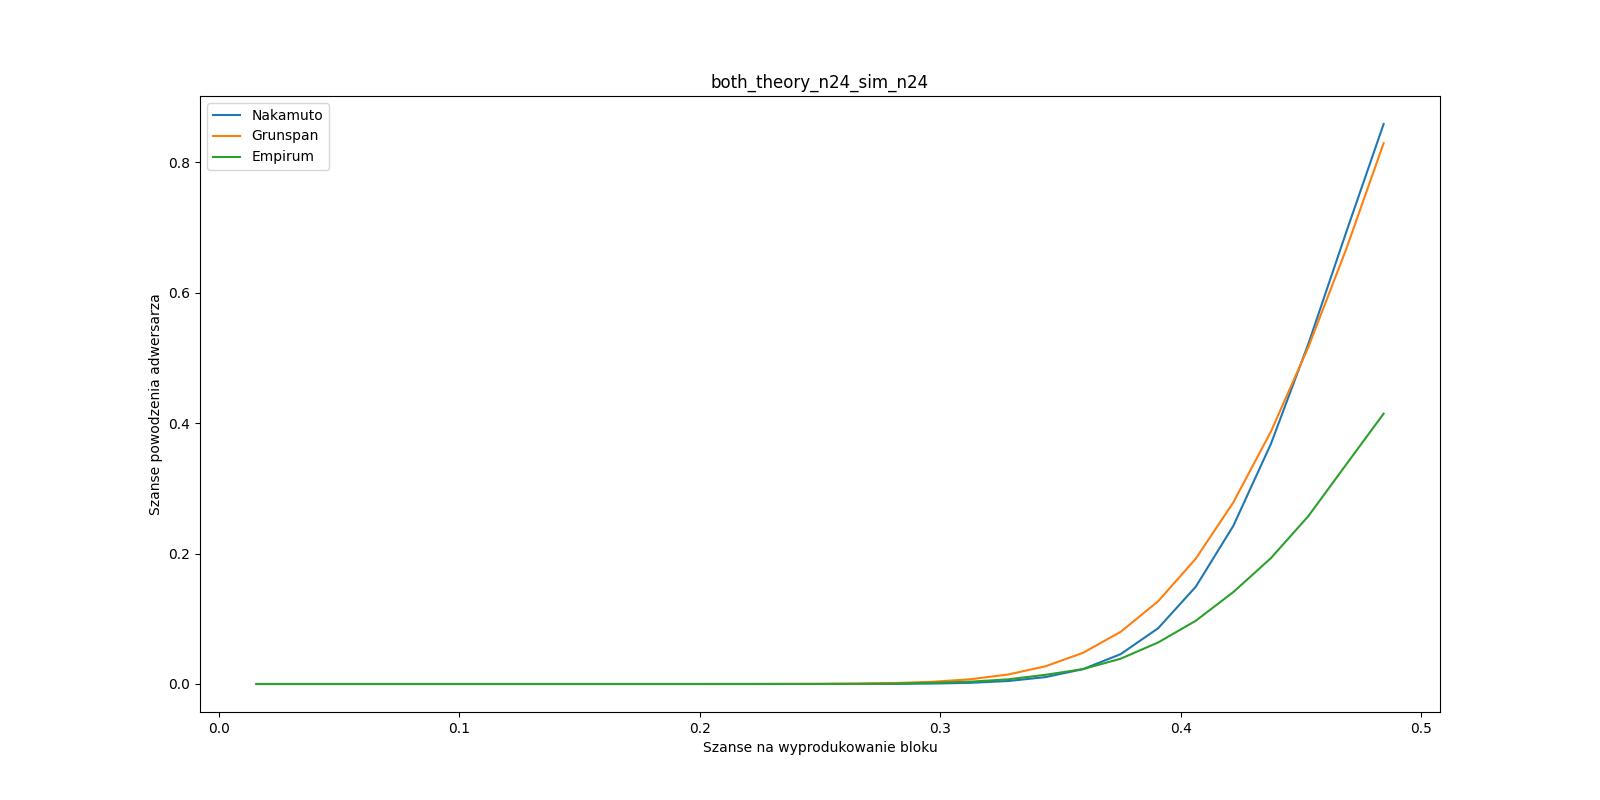 both_theory_n24_sim_n24
Nakamuto
Grunspan
Empirum
Szanse powodzenia adwersarza
0.8
0.6
0.4
0.2
0.0
0.0 0.1 0.2 0.3 0.4 0.5
Szanse na wyprodukowanie bloku